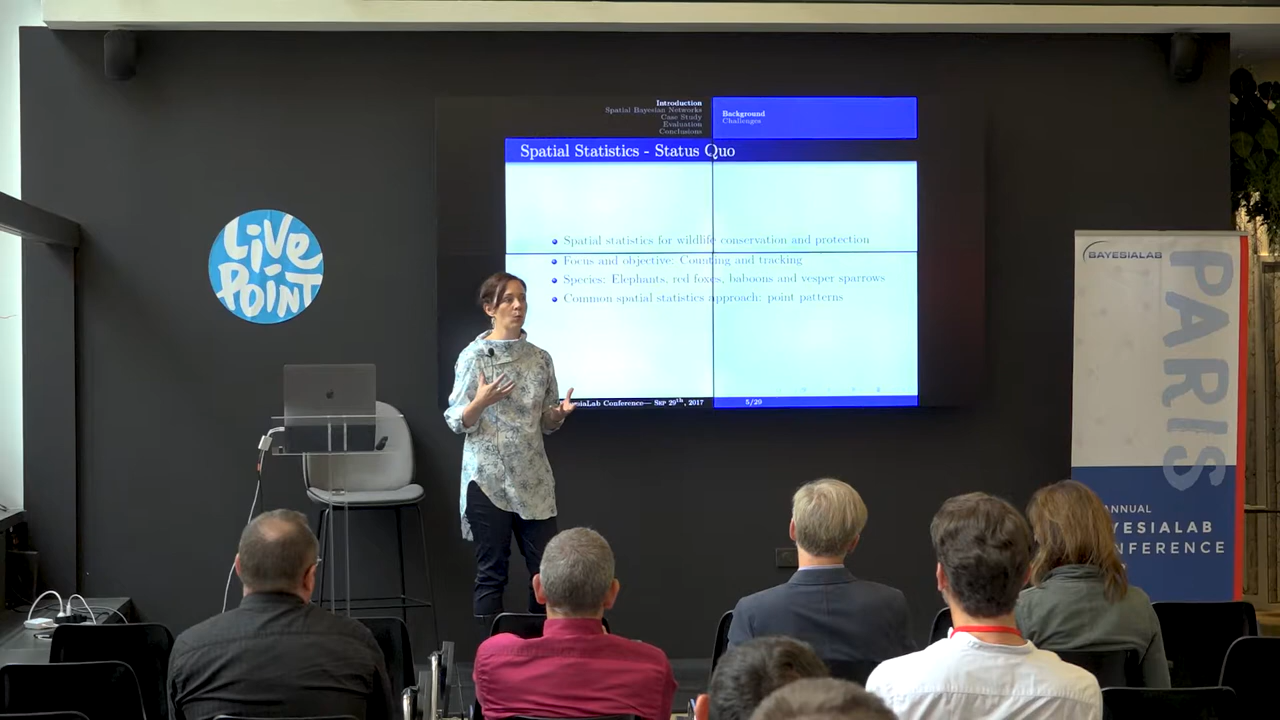 Introduction
Spatial Bayesian Networks
Case Study
Evaluation
Conclusions
Background
Challenges
Spatial Statistics - Status Quo
Spatial statistics for wildlife conservation and protection
Focus and objective: Counting and tracking
Species: Elephants, red foxes, baboons and vesper sparrows
Common spatial statistics approach: point patterns
Conference— Sep 29th, 2017
5/29
LIVE
POINT
BAYESIALAB
PARIS
ANNUAL
YESIALAB
NFERENCE